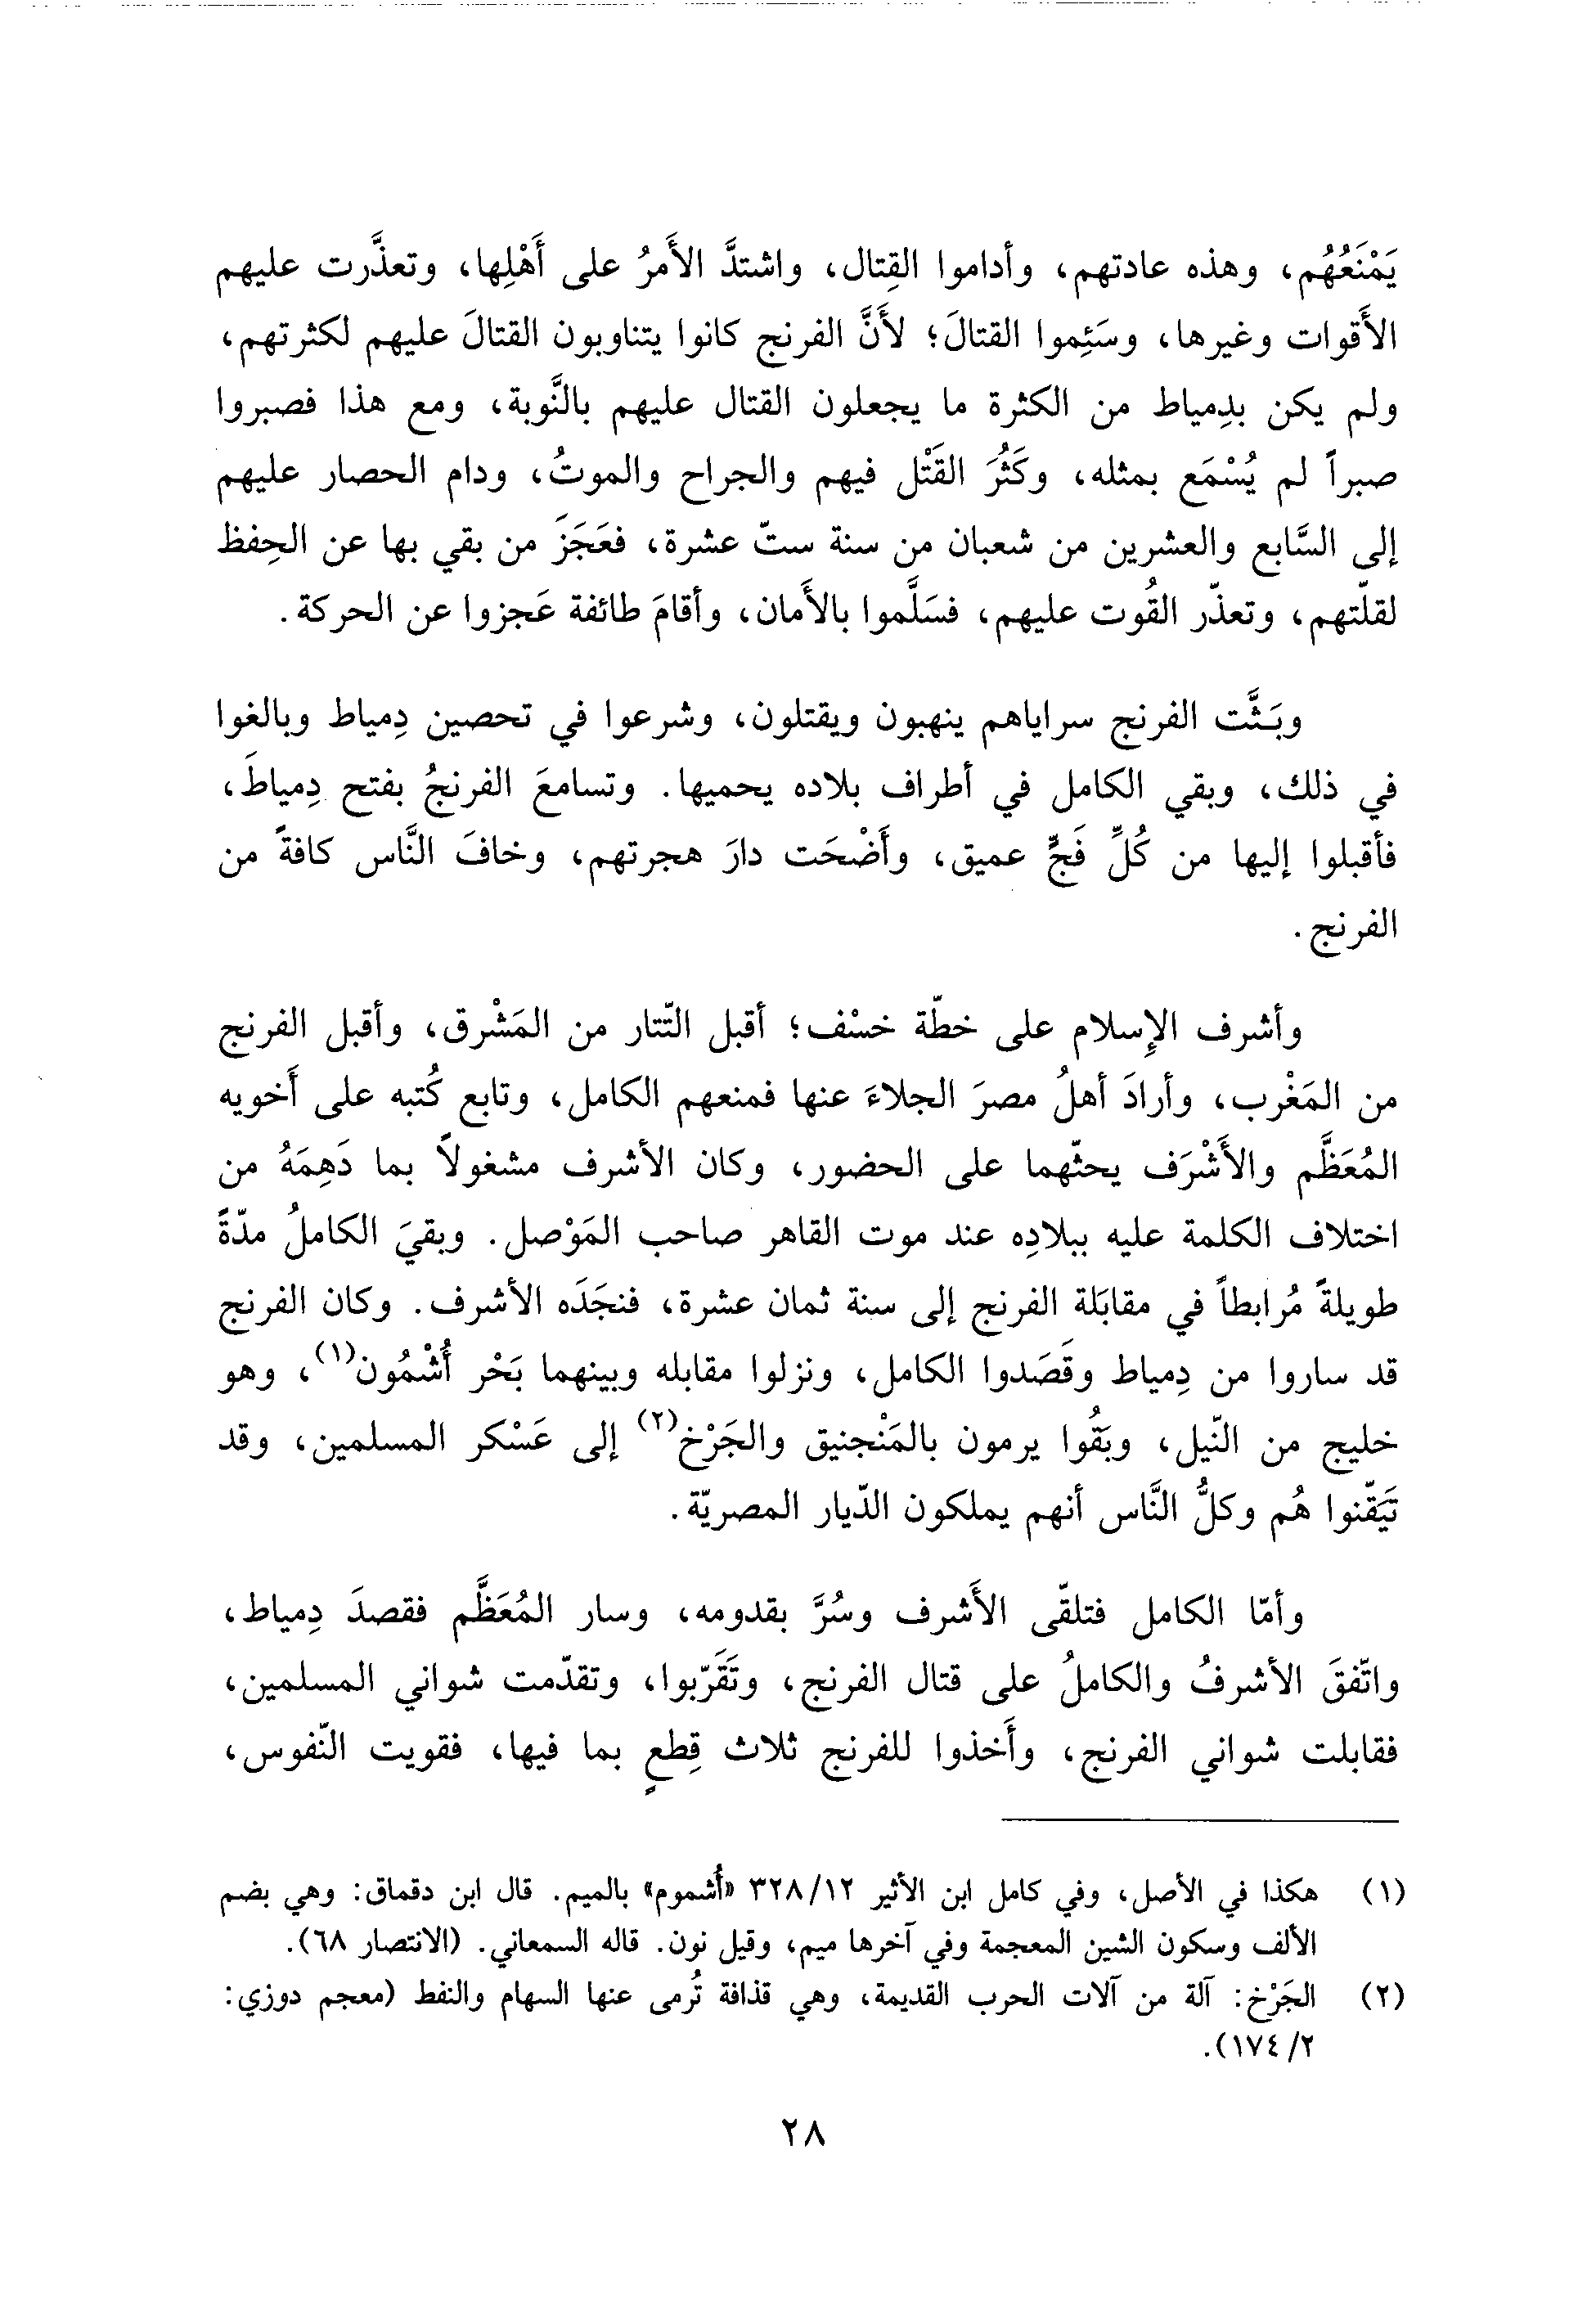 يَمْنَعُهُم، وهذه عادتهم، وأداموا القِتال، واشتدَّ الأَمرُ على أَهْلِها، وتعذَّرت عليهم
الأَقوات وغيرها، وسَئِموا القتالَ؛ لأَنَّ الفرنج كانوا يتناوبون القتالَ عليهم لكثرتهم،
ولم يكن بدِمياط من الكثرة ما يجعلون القتال عليهم بالنَّوبة، ومع هذا فصبروا
صبراً لم يُسْمَع بمثله، وكَثُرَ القَتْل فيهم والجراح والموتُ، ودام الحصار عليهم
إلى السَّابع والعشرين من شعبان من سنة ستّ عشرة، فعَجَزَ من بقي بها عن الحِفظ
لقلّتهم، وتعذّر القُوت عليهم، فسَلَّموا بالأَمان، وأقامَ طائفة عَجزوا عن الحركة.
وبَثَّت الفرنج سراياهم ينهبون ويقتلون، وشرعوا في تحصين دِمياط وبالغوا
في ذلك، وبقي الكامل في أطراف بلاده يحميها. وتسامعَ الفرنجُ بفتح دِمياطَ،
فأقبلوا إليها من كُلِّ فَجٍّ عميق، وأَضْحَت دارَ هجرتهم، وخافَ النَّاس كافةً من
الفرنج.
وأشرف الإسلام على خطّة خسْف؛ أقبل التّتار من المَشْرق، وأقبل الفرنج
من المَغْرب، وأرادَ أهلُ مصرَ الجلاءَ عنها فمنعهم الكامل، وتابع كُتبه على أَخويه
المُعَظَّم والأَشْرَف يحثّهما على الحضور، وكان الأشرف مشغولاً بما دَهِمَهُ من
اختلاف الكلمة عليه ببلادِه عند موت القاهر صاحب المَوْصل. وبقيَ الكاملُ مدّةً
طويلةً مُرابطاً في مقابَلة الفرنج إلى سنة ثمان عشرة، فنجَدَه الأشرف. وكان الفرنج
قد ساروا من دِمياط وقَصَدوا الكامل، ونزلوا مقابله وبينهما بَحْر أُشْمُون(١)، وهو
خليج من النّيل، وبَقُوا يرمون بالمَنْجنيق والجَرْخ(٢) إلى عَسْكر المسلمين، وقد
تَيَقّنوا هُم وكلُّ النَّاس أنهم يملكون الدّيار المصريّة.
وأمّا الكامل فتلقّى الأَشرف وسُرَّ بقدومه، وسار المُعَظَّم فقصدَ دِمياط،
واتّفقَ الأشرفُ والكاملُ على قتال الفرنج، وتَقَرّبوا، وتقدّمت شواني المسلمين،
فقابلت شواني الفرنج، وأَخذوا للفرنج ثلاث قِطعٍ بما فيها، فقويت النّفوس،
(١) هكذا في الأصل، وفي كامل ابن الأثير ٣٢٨/١٢ «أُشموم» بالميم. قال ابن دقماق: وهي بضم
الألف وسكون الشين المعجمة وفي آخرها ميم، وقيل نون. قاله السمعاني. (الانتصار ٦٨).
(٢) الجَرْخ: آلة من آلات الحرب القديمة، وهي قذافة تُرمى عنها السهام والنفط (معجم دوزي:
٢/ ١٧٤).
٢٨